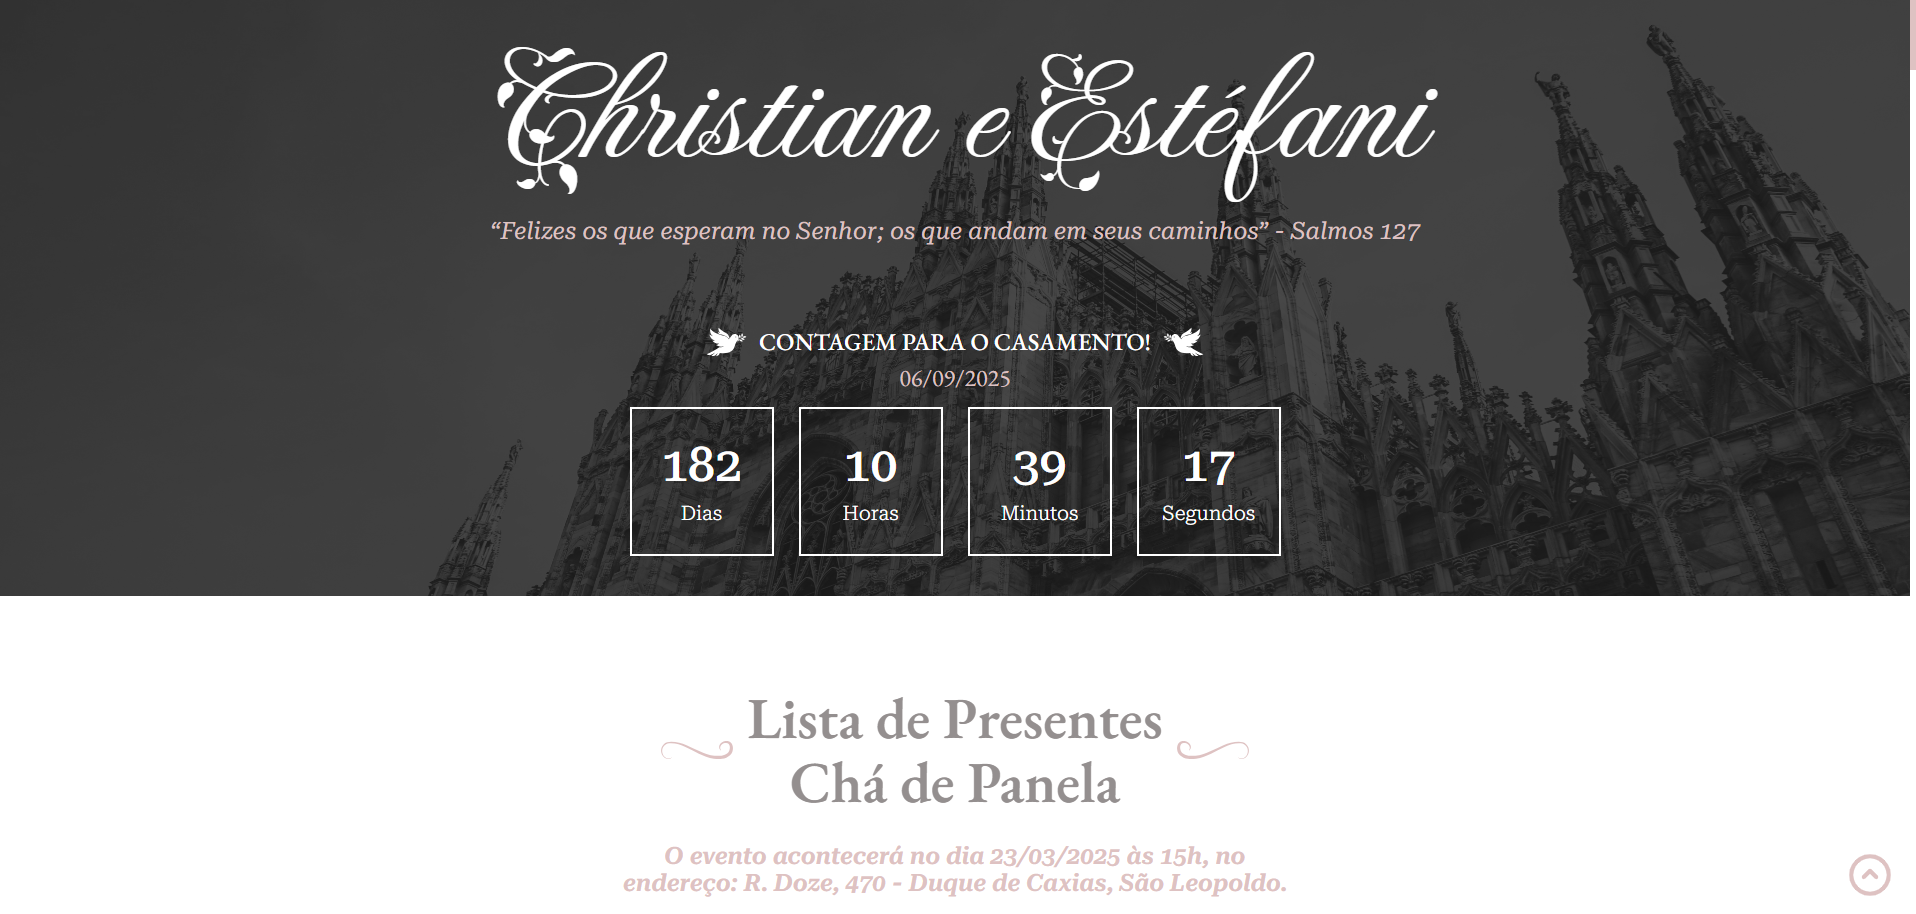 Christian e Estéfani
“Felizes os que esperam no Senhor; os que andam em seus caminhos” - Salmos 127
CONTAGEM PARA O CASAMENTO!
06/09/2025
182 10 39 17
Dias Horas Minutos Segundos
Lista de Presentes
Chá de Panela
O evento acontecerá no dia 23/03/2025 às 15h, no
endereço: R. Doze, 470 - Duque de Caxias, São Leopoldo.